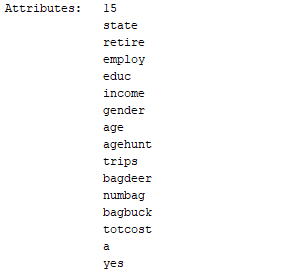 Attributes: 15
state
retire
employ
educ
income
gender
age
agehunt
trips
bagdeer
numbag
bagbuck
totcost
a
yes